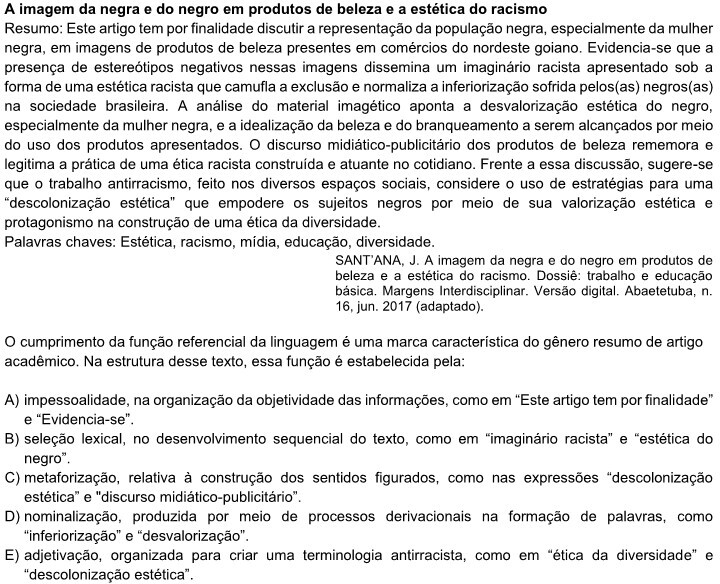 A imagem da negra e do negro em produtos de beleza e a estética do racismo
Resumo: Este artigo tem por finalidade discutir a representação da população negra, especialmente da mulher
negra, em imagens de produtos de beleza presentes em comércios do nordeste goiano. Evidencia-se que a
presença de estereótipos negativos nessas imagens dissemina um imaginário racista apresentado sob a
forma de uma estética racista que camufla a exclusão e normaliza a inferiorização sofrida pelos(as) negros(as)
na sociedade brasileira. A análise do material imagético aponta a desvalorização estética do negro,
especialmente da mulher negra, e a idealização da beleza e do branqueamento a serem alcançados por meio
do uso dos produtos apresentados. O discurso midiático-publicitário dos produtos de beleza rememora e
legitima a prática de uma ética racista construída e atuante no cotidiano. Frente a essa discussão, sugere-se
que o trabalho antirracismo, feito nos diversos espaços sociais, considere o uso de estratégias para uma
“descolonização estética” que empodere os sujeitos negros por meio de sua valorização estética e
protagonismo na construção de uma ética da diversidade.
Palavras chaves: Estética, racismo, mídia, educação, diversidade.
SANT’ANA, J. A imagem da negra e do negro em produtos de
beleza e a estética do racismo. Dossiê: trabalho e educação
básica. Margens Interdisciplinar. Versão digital. Abaetetuba, n.
16, jun. 2017 (adaptado).
O cumprimento da função referencial da linguagem é uma marca característica do gênero resumo de artigo
acadêmico. Na estrutura desse texto, essa função é estabelecida pela:
A) impessoalidade, na organização da objetividade das informações, como em “Este artigo tem por finalidade”
e “Evidencia-se”.
B) seleção lexical, no desenvolvimento sequencial do texto, como em “imaginário racista” e “estética do
negro”.
C) metaforização, relativa à construção dos sentidos figurados, como nas expressões “descolonização
estética” e "discurso midiático-publicitário”.
D) nominalização, produzida por meio de processos derivacionais na formação de palavras, como
“inferiorização” e “desvalorização”.
E) adjetivação, organizada para criar uma terminologia antirracista, como em “ética da diversidade” e
“descolonização estética”.